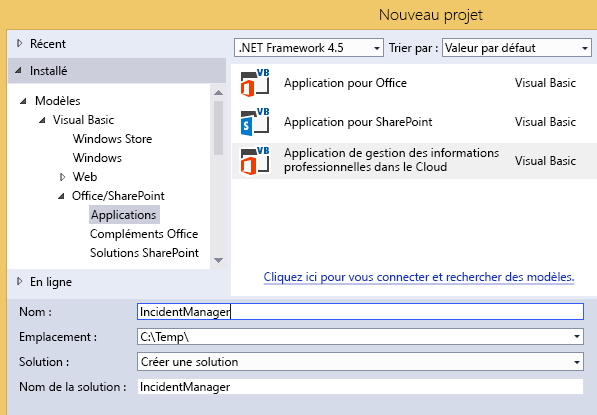 Nouveau projet
Récent
.NET Framework 4.5 Trier par : Valeur par défaut
Installé
Modèles
Visual Basic
Windows Store
Windows
Web
Office/SharePoint
Applications
Compléments Office
Solutions SharePoint
En ligne
VB Application pour Office Visual Basic
VB Application pour SharePoint Visual Basic
VB Application de gestion des informations professionnelles dans le Cloud Visual Basic
Cliquez ici pour vous connecter et rechercher des modèles.
Nom : IncidentManager
Emplacement : C:\Temp\
Solution : Créer une solution
Nom de la solution : IncidentManager